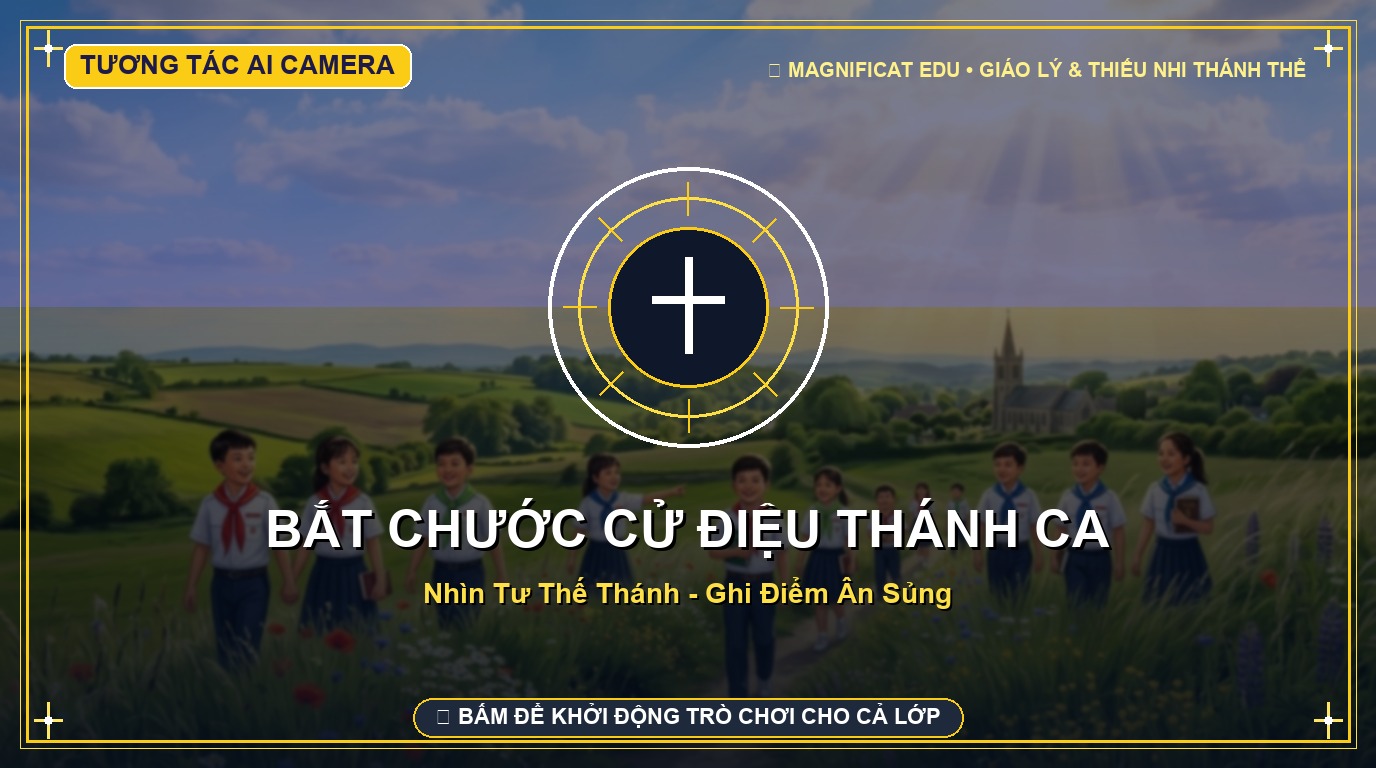 TƯƠNG TÁC AI CAMERA
MAGNIFICAT EDU • GIÁO LÝ & THIẾU NHI THÁNH THỂ
BẮT CHƯỚC CỬ ĐIỆU THÁNH CA
Nhìn Tư Thế Thánh - Ghi Điểm Ân Sủng
BẤM ĐỂ KHỞI ĐỘNG TRÒ CHƠI CHO CẢ LỚP